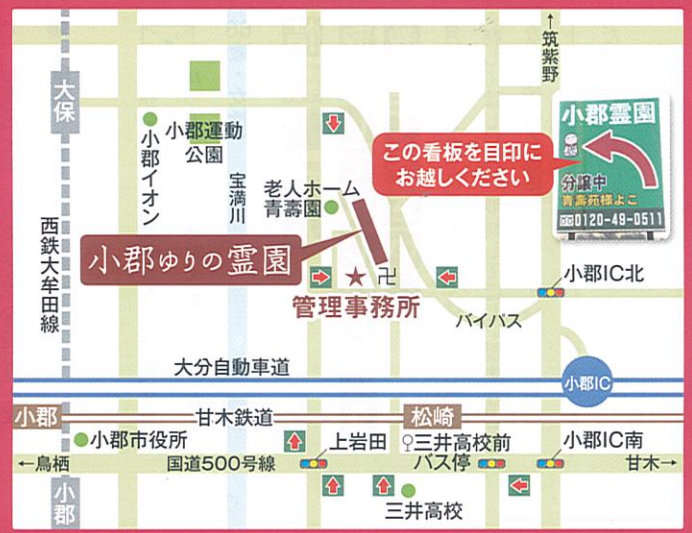 ↑筑紫野
大保
小郡イオン
小郡運動
公園
宝満川
西鉄大牟田線
老人ホーム
青壽園
この看板を目印に
お越しください
小郡霊園
分譲中
青壽苑様よこ
0120-49-0511
小郡ゆりの霊園
管理事務所
卍
小郡IC北
バイパス
大分自動車道
小郡IC
小郡
甘木鉄道
松崎
小郡市役所
上岩田
三井高校前
バス停
小郡IC南
←鳥栖
国道500号線
甘木→
小郡
三井高校